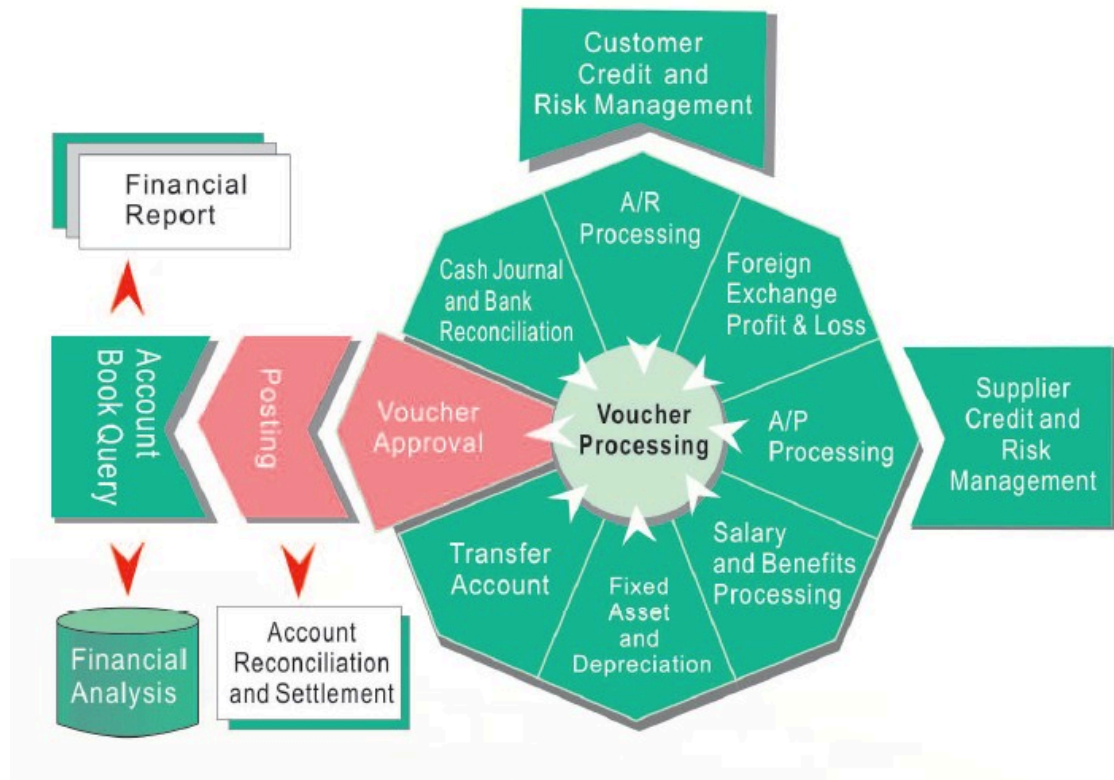 Customer
Credit and
Risk Management
Financial
Report
A/R
Processing
Cash Journal
and Bank
Reconciliation
Foreign
Exchange
Profit & Loss
Account
Book Query
Posting
Voucher
Approval
Voucher
Processing
A/P
Processing
Supplier
Credit and
Risk
Management
Transfer
Account
Fixed
Asset
and
Depreciation
Salary
and Benefits
Processing
Financial
Analysis
Account
Reconciliation
and Settlement